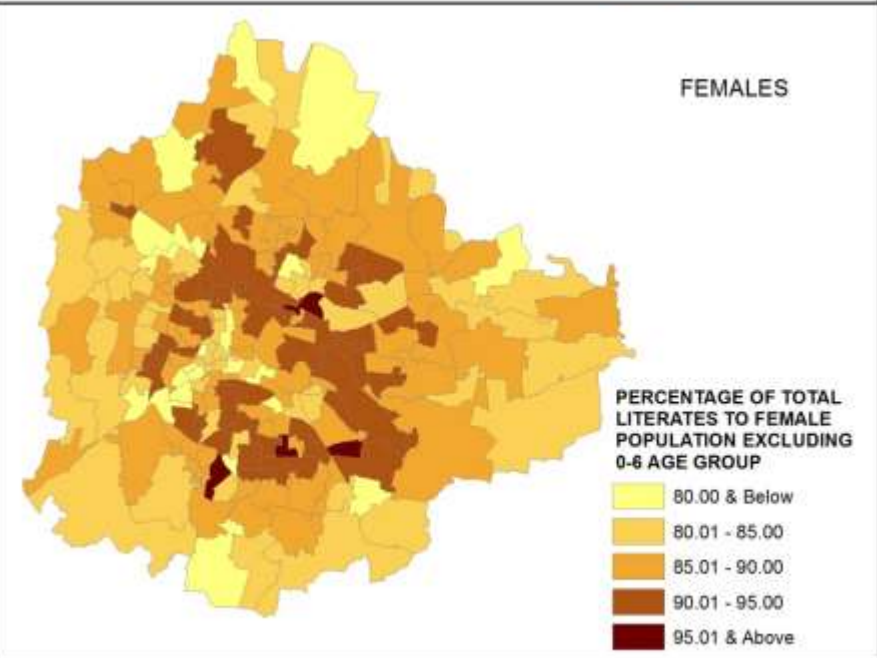 FEMALES
PERCENTAGE OF TOTAL
LITERATES TO FEMALE
POPULATION EXCLUDING
0-6 AGE GROUP
80.00 & Below
80.01 - 85.00
85.01 - 90.00
90.01 - 95.00
95.01 & Above